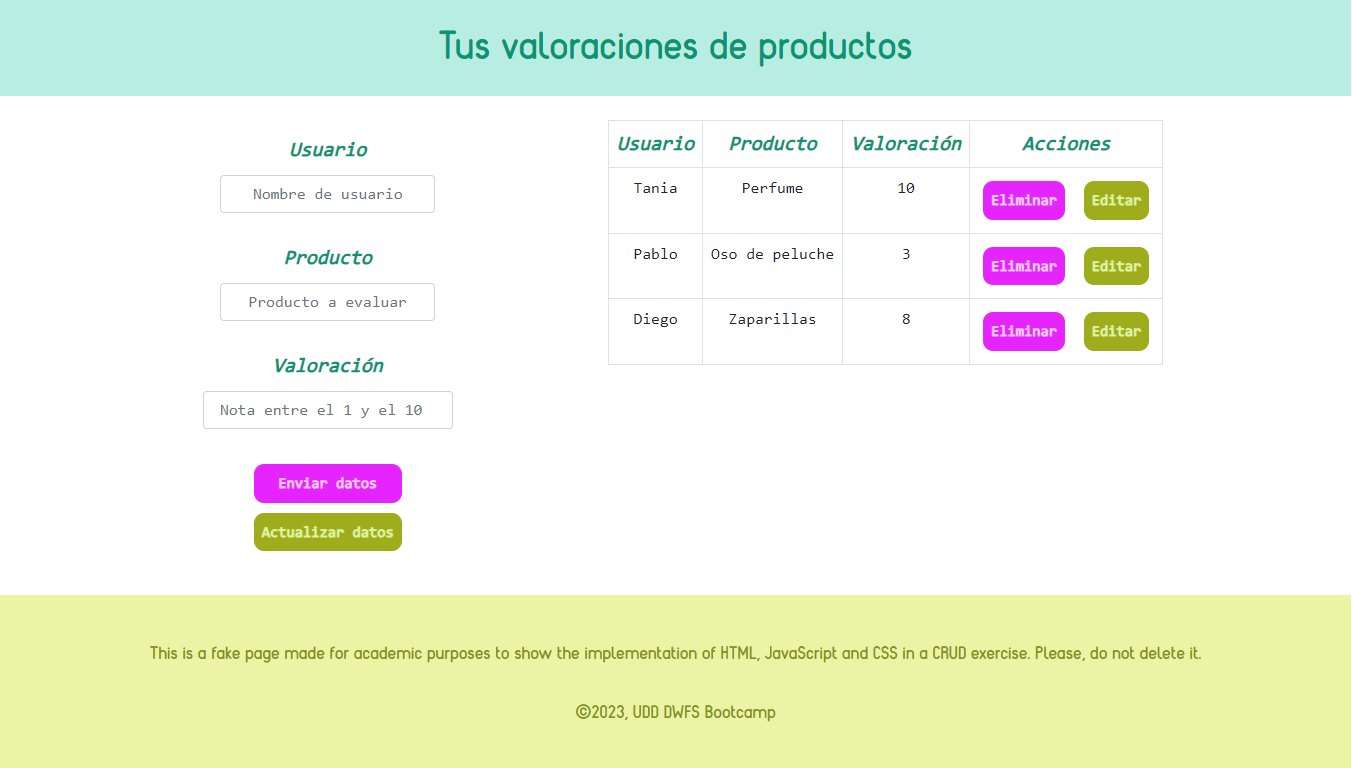 Tus valoraciones de productos
Usuario
Nombre de usuario
Producto
Producto a evaluar
Valoración
Nota entre el 1 y el 10
Enviar datos
Actualizar datos
Usuario Producto Valoración Acciones
Tania Perfume 10 Eliminar Editar
Pablo Oso de peluche 3 Eliminar Editar
Diego Zaparillas 8 Eliminar Editar
This is a fake page made for academic purposes to show the implementation of HTML, JavaScript and CSS in a CRUD exercise. Please, do not delete it.
©2023, UDD DWFS Bootcamp